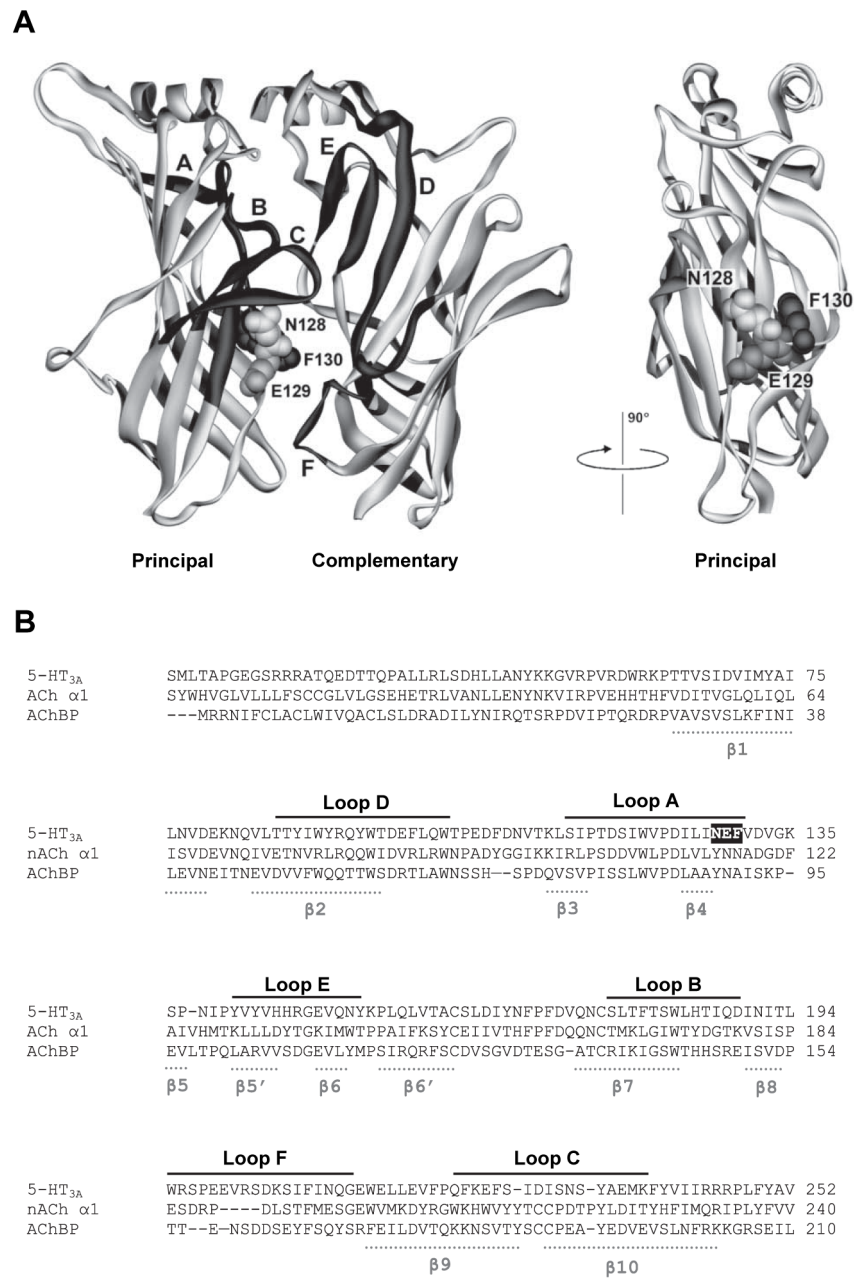 A
A
B
C
E
D
N128
F130
E129
F
N128
F130
E129
90°
Principal
Complementary
Principal
B
5-HT3A SMLTAPGEGSRRRATQEDTTQPALLRLSDHLLANYKKGVRPVRDWRKPTTVSIDVIMYAI 75
ACh α1 SYWHVGLVLLLFSCCGLVLGSEHETRLVANLLENYNKVIRPVEHHTHFVDITVGLQLIQL 64
AChBP ---MRRNIFCLACLWIVQACLSLDRADILYNIRQTSRPDVIPTQRDRPVAVSVSLKFINI 38
β1
Loop D Loop A
5-HT3A LNVDEKNQVLTTYIWYRQYWTDEFLQWTPEDFDNVTKLSIPTDSIWVPDILINEFVDVGK 135
nACh α1 ISVDEVNQIVETNVRLRQQWIDVRLRWNPADYGGIKKIRLPSDDVWLPDLVLYNNADGDF 122
AChBP LEVNEITNEVDVVFWQQTTWSDRTLAWNSSH--SPDQVSVPISSLWVPDLAAYNAISKP- 95
β2 β3 β4
Loop E Loop B
5-HT3A SP-NIPYVYVHHRGEVQNYKPLQLVTACSLDIYNFPFDVQNCSLTFTSWLHTIQDINITL 194
ACh α1 AIVHMTKLLLDYTGKIMWTPPAIFKSYCEIIVTHFPFDQQNCTMKLGIWTYDGTKVSISP 184
AChBP EVLTPQLARVVSDGEVLYMPSIRQRFSCDVSGVDTESG-ATCRIKIGSWTHHSREISVDP 154
β5 β5′ β6 β6′ β7 β8
Loop F Loop C
5-HT3A WRSPEEVRSDKSIFINQGEWELLEVFPQFKEFS-IDISNS-YAEMKFYVIIRRRPLFYAV 252
nACh α1 ESDRP----DLSTFMESGEWVMKDYRGWKHWVYYTCCPDTPYLDITYHFIMQRIPLYFVV 240
AChBP TT--E-NSDDSEYFSQYSRFEILDVTQKKNSVTYSCCPEA-YEDVEVSLNFRKKGRSEIL 210
β9 β10